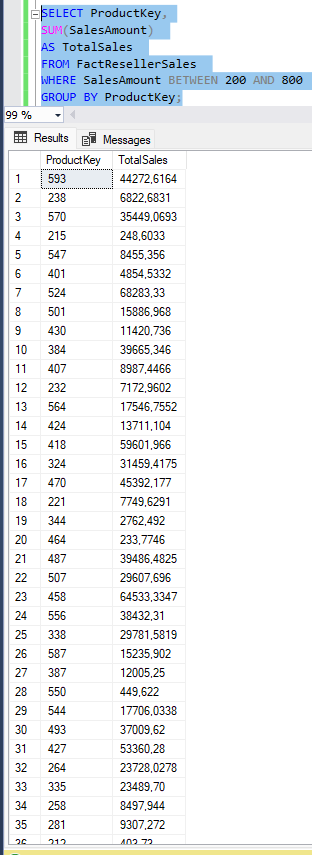 SELECT ProductKey,
SUM(SalesAmount)
AS TotalSales
FROM FactResellerSales
WHERE SalesAmount BETWEEN 200 AND 800
GROUP BY ProductKey;
99 %
Results Messages
ProductKey TotalSales
1 593 44272,6164
2 238 6822,6831
3 570 35449,0693
4 215 248,6033
5 547 8455,356
6 401 4854,5332
7 524 68283,33
8 501 15886,968
9 430 11420,736
10 384 39665,346
11 407 8987,4466
12 232 7172,9602
13 564 17546,7552
14 424 13711,104
15 418 59601,966
16 324 31459,4175
17 470 45392,177
18 221 7749,6291
19 344 2762,492
20 464 233,7746
21 487 39486,4825
22 507 29607,696
23 458 64533,3347
24 556 38432,31
25 338 29781,5819
26 587 15235,902
27 387 12005,25
28 550 449,622
29 544 17706,0338
30 493 37009,62
31 427 53360,28
32 264 23728,0278
33 335 23489,70
34 258 8497,944
35 281 9307,272
36 212 403,73